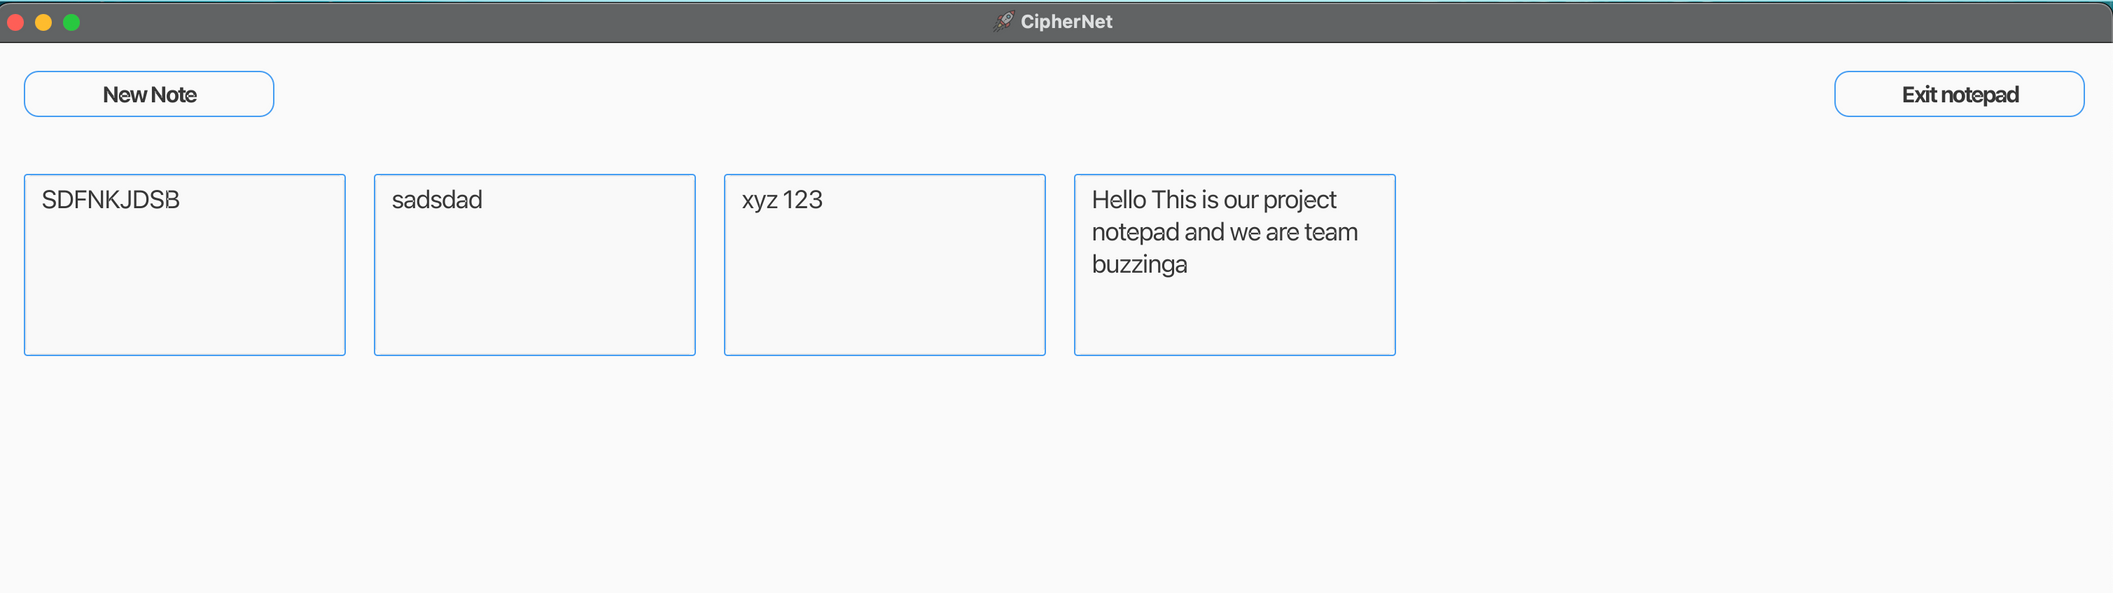 🚀 CipherNet
New Note
Exit notepad
SDFNKJDSB
sadsdad
xyz 123
Hello This is our project
notepad and we are team
buzzinga